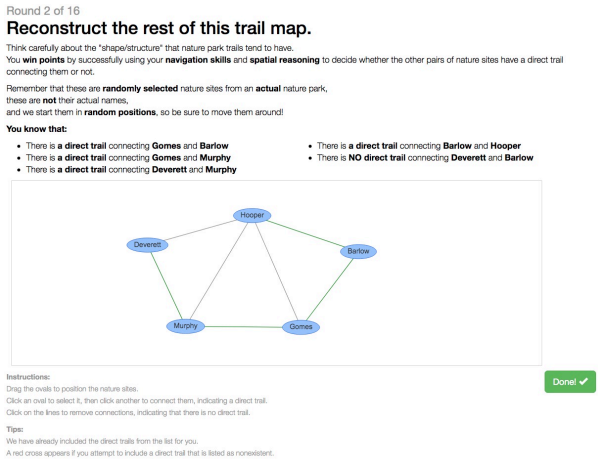 Round 2 of 16
Reconstruct the rest of this trail map.
Think carefully about the "shape/structure" that nature park trails tend to have.
You win points by successfully using your navigation skills and spatial reasoning to decide whether the other pairs of nature sites have a direct trail
connecting them or not.
Remember that these are randomly selected nature sites from an actual nature park,
these are not their actual names,
and we start them in random positions, so be sure to move them around!
You know that:
• There is a direct trail connecting Gomes and Barlow
• There is a direct trail connecting Gomes and Murphy
• There is a direct trail connecting Deverett and Murphy
• There is a direct trail connecting Barlow and Hooper
• There is NO direct trail connecting Deverett and Barlow
Hooper
Deverett
Barlow
Murphy
Gomes
Instructions:
Drag the ovals to position the nature sites.
Click an oval to select it, then click another to connect them, indicating a direct trail.
Click on the lines to remove connections, indicating that there is no direct trail.
Done! ✔
Tips:
We have already included the direct trails from the list for you.
A red cross appears if you attempt to include a direct trail that is listed as nonexistent.